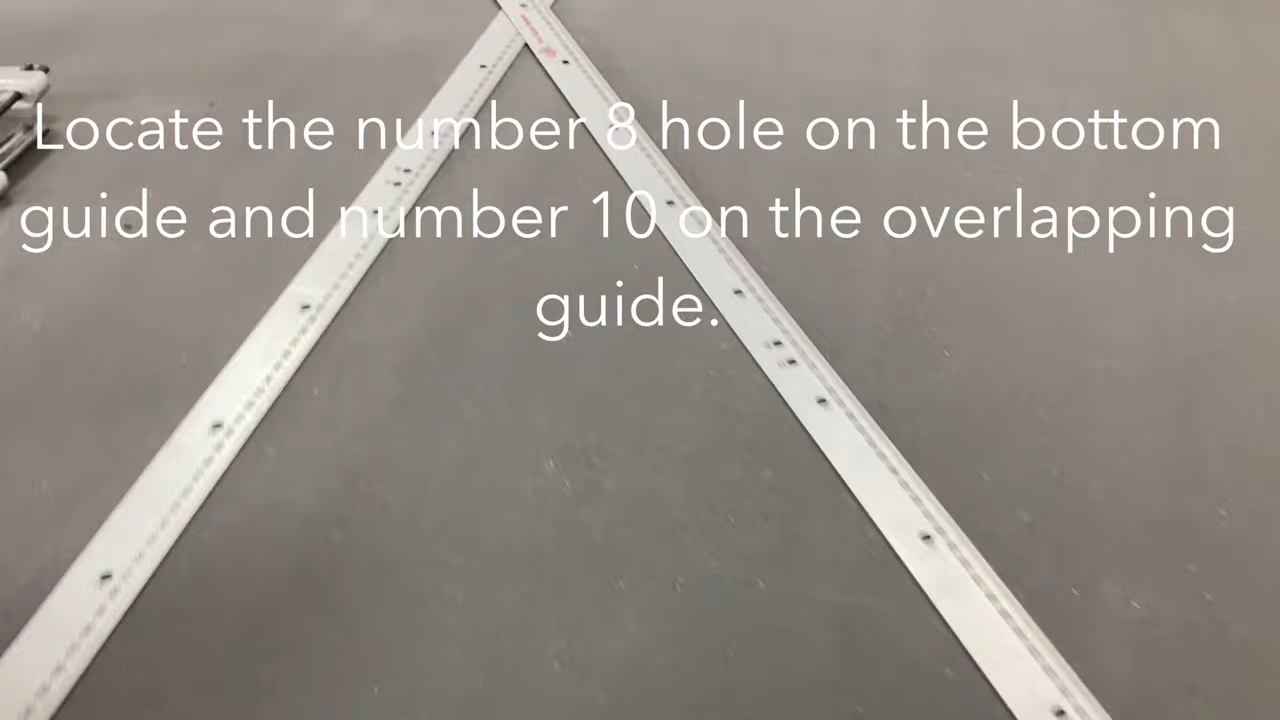 Locate the number 8 hole on the bottom
guide and number 10 on the overlapping
guide.